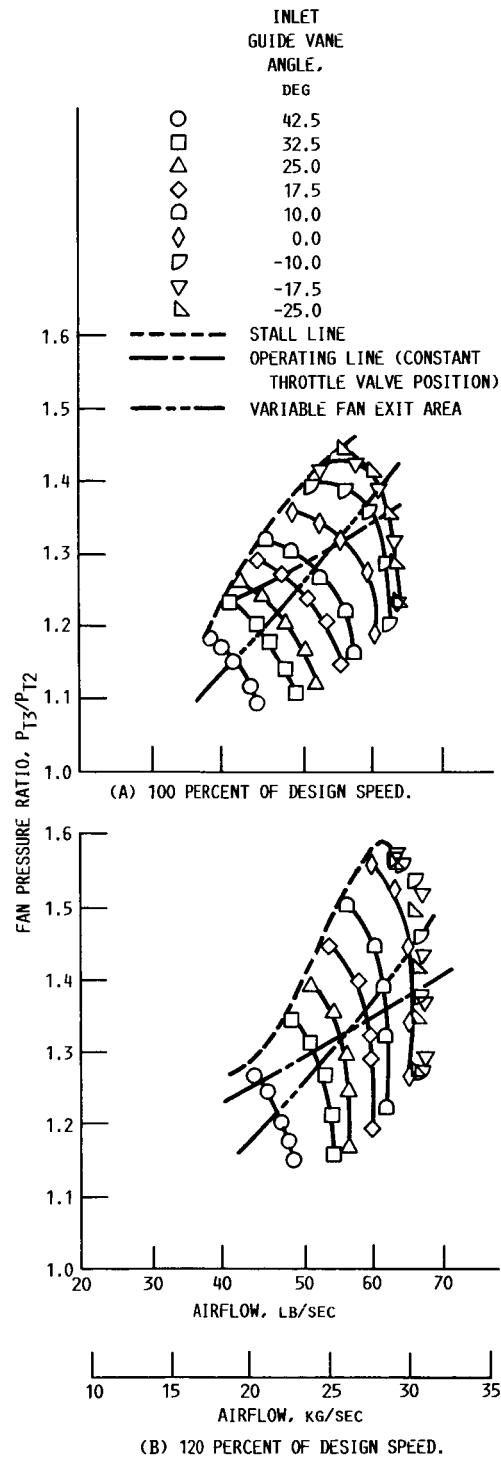 INLET
GUIDE VANE
ANGLE,
DEG
42.5
32.5
25.0
17.5
10.0
0.0
-10.0
-17.5
-25.0
STALL LINE
OPERATING LINE (CONSTANT
THROTTLE VALVE POSITION)
VARIABLE FAN EXIT AREA
FAN PRESSURE RATIO, PT3/PT2
1.6
1.5
1.4
1.3
1.2
1.1
1.0
(A) 100 PERCENT OF DESIGN SPEED.
1.6
1.5
1.4
1.3
1.2
1.1
1.0
20 30 40 50 60 70
AIRFLOW, LB/SEC
10 15 20 25 30 35
AIRFLOW, KG/SEC
(B) 120 PERCENT OF DESIGN SPEED.